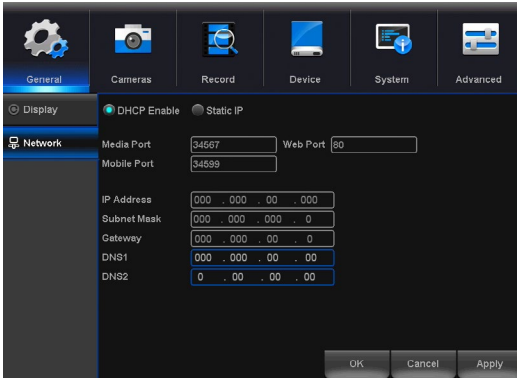 General Cameras Record Device System Advanced
Display
DHCP Enable Static IP
Network
Media Port 34567 Web Port 80
Mobile Port 34599
IP Address 000 . 000 . 00 . 000
Subnet Mask 000 . 000 . 000 . 0
Gateway 000 . 000 . 00 . 0
DNS1 000 . 000 . 00 . 00
DNS2 0 . 00 . 00 . 00
OK Cancel Apply